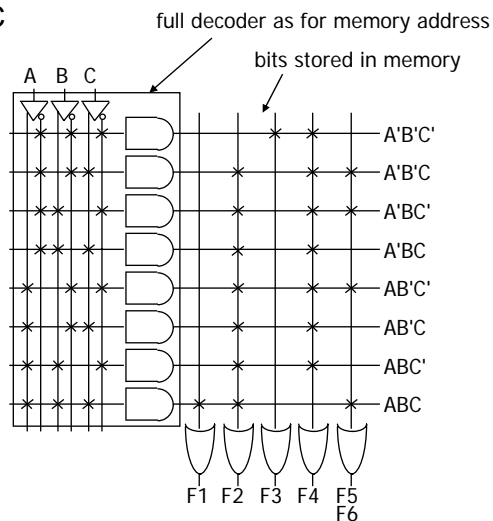 C
full decoder as for memory address
bits stored in memory
A B C
A'B'C'
A'B'C
A'BC'
A'BC
AB'C'
AB'C
ABC'
ABC
F1 F2 F3 F4 F5
F6